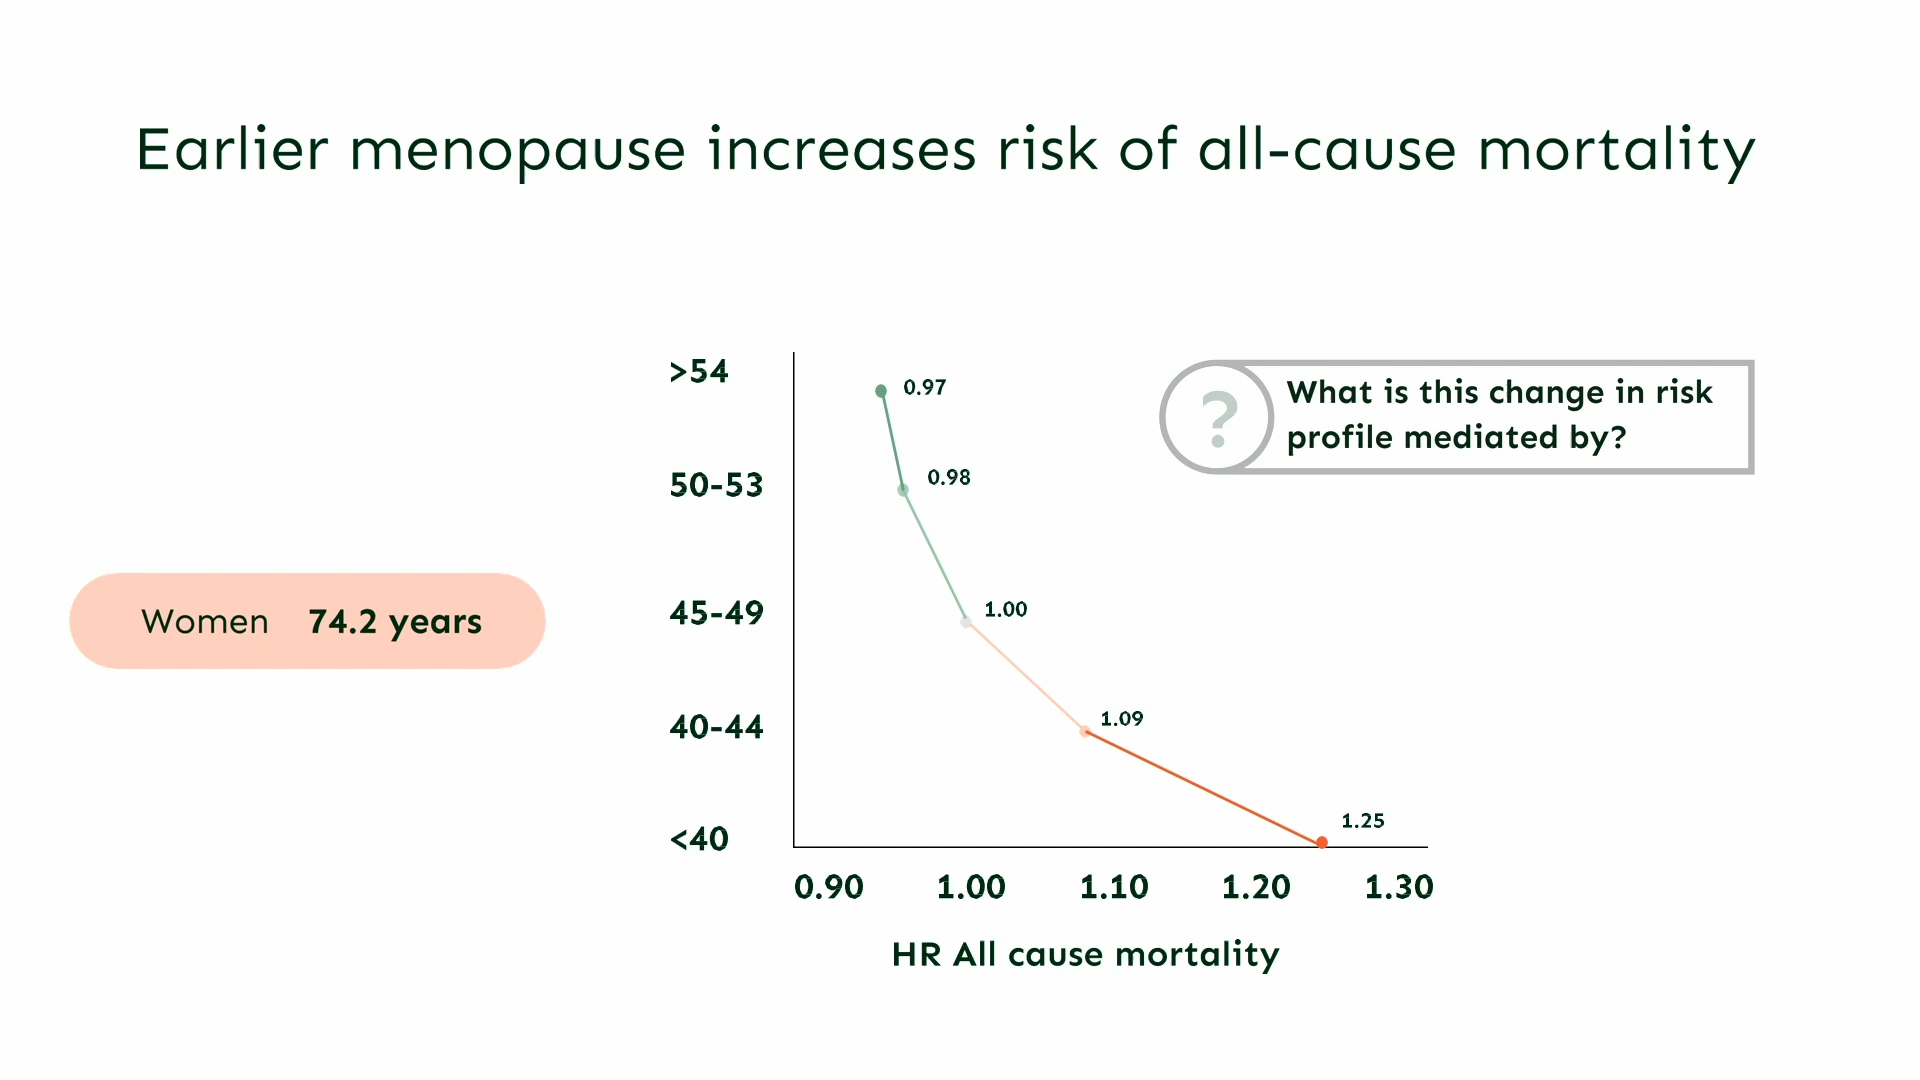 Earlier menopause increases risk of all-cause mortality
>54
0.97
?
What is this change in risk
profile mediated by?
50-53
0.98
Women 74.2 years
45-49
1.00
40-44
1.09
<40
1.25
0.90 1.00 1.10 1.20 1.30
HR All cause mortality